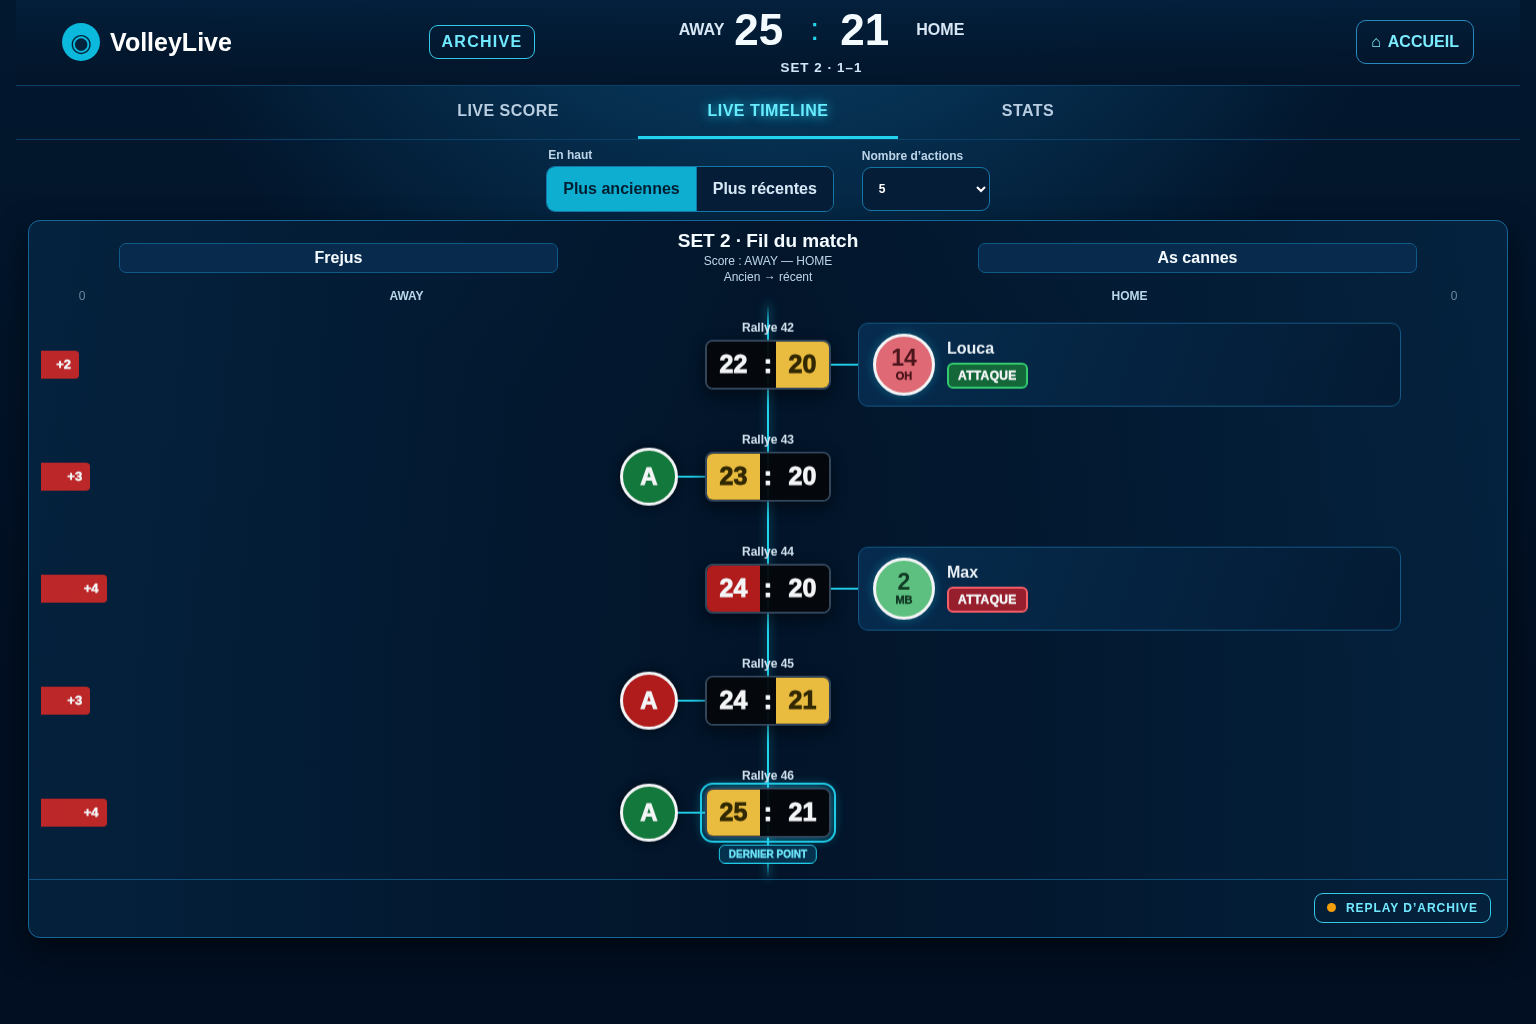 VolleyLive
ARCHIVE
AWAY 25 : 21 HOME
SET 2 · 1–1
⌂ ACCUEIL
LIVE SCORE
LIVE TIMELINE
STATS
En haut
Plus anciennes
Plus récentes
Nombre d’actions
5
Frejus
SET 2 · Fil du match
Score : AWAY — HOME
Ancien → récent
As cannes
0
AWAY
HOME
0
Rallye 42
+2
22 : 20
14
OH
Louca
ATTAQUE
Rallye 43
+3
A
23 : 20
Rallye 44
+4
24 : 20
2
MB
Max
ATTAQUE
Rallye 45
+3
A
24 : 21
Rallye 46
+4
A
25 : 21
DERNIER POINT
REPLAY D’ARCHIVE